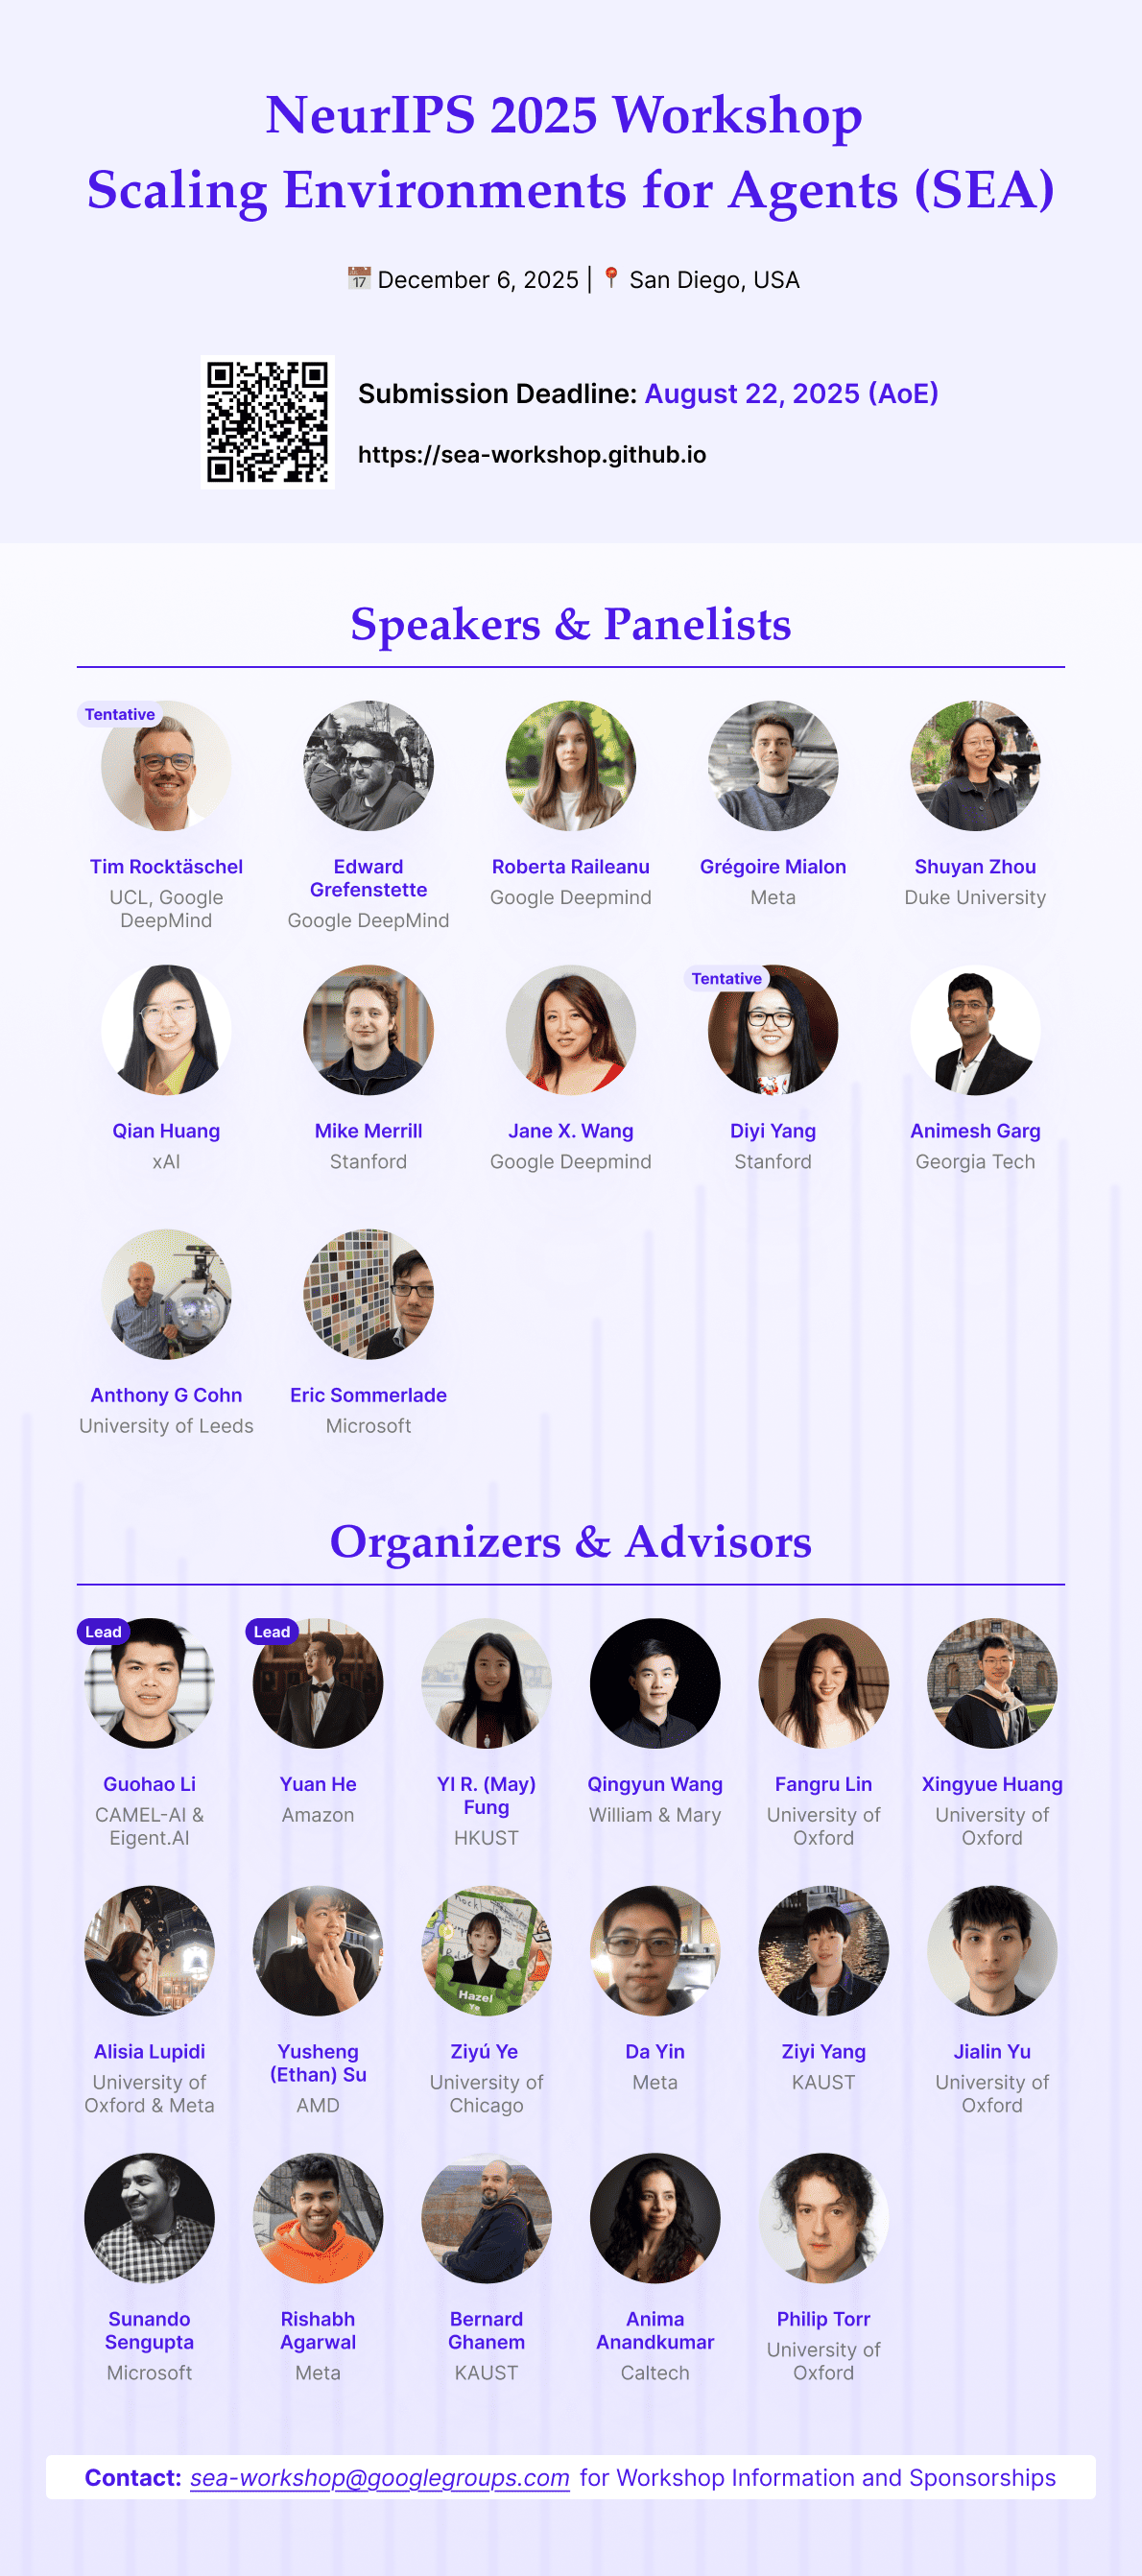 NeurIPS 2025 Workshop
Scaling Environments for Agents (SEA)
December 6, 2025 | San Diego, USA
Submission Deadline: August 22, 2025 (AoE)
https://sea-workshop.github.io
Speakers & Panelists
Tentative
Tim Rocktäschel
UCL, Google
DeepMind
Edward
Grefenstette
Google DeepMind
Roberta Raileanu
Google Deepmind
Grégoire Mialon
Meta
Shuyan Zhou
Duke University
Qian Huang
xAI
Mike Merrill
Stanford
Jane X. Wang
Google Deepmind
Tentative
Diyi Yang
Stanford
Animesh Garg
Georgia Tech
Anthony G Cohn
University of Leeds
Eric Sommerlade
Microsoft
Organizers & Advisors
Lead
Guohao Li
CAMEL-AI &
Eigent.AI
Lead
Yuan He
Amazon
YI R. (May)
Fung
HKUST
Qingyun Wang
William & Mary
Fangru Lin
University of
Oxford
Xingyue Huang
University of
Oxford
Alisia Lupidi
University of
Oxford & Meta
Yusheng
(Ethan) Su
AMD
Hazel
Ye
Ziyú Ye
University of
Chicago
Da Yin
Meta
Ziyi Yang
KAUST
Jialin Yu
University of
Oxford
Sunando
Sengupta
Microsoft
Rishabh
Agarwal
Meta
Bernard
Ghanem
KAUST
Anima
Anandkumar
Caltech
Philip Torr
University of
Oxford
Contact: sea-workshop@googlegroups.com for Workshop Information and Sponsorships